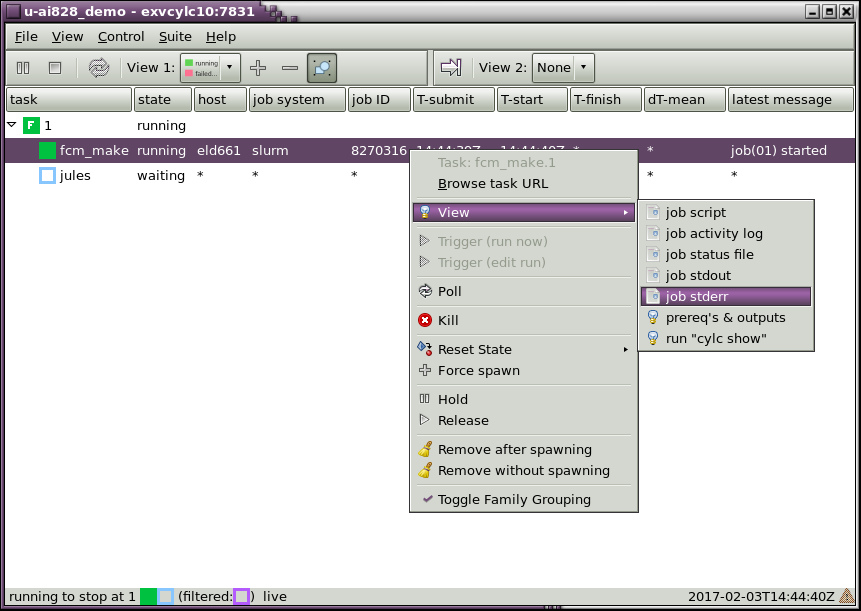 u-ai828_demo - exvcylc10:7831
File View Control Suite Help
View 1: running failed... View 2: None
task state host job system job ID T-submit T-start T-finish dT-mean latest message
F 1 running
fcm_make running eld661 slurm 8270316 14:44:39Z 14:44:40Z * * job(01) started
jules waiting * * * * *
Task: fcm_make.1
Browse task URL
View
Trigger (run now)
Trigger (edit run)
Poll
Kill
Reset State
Force spawn
Hold
Release
Remove after spawning
Remove without spawning
Toggle Family Grouping
job script
job activity log
job status file
job stdout
job stderr
prereq's & outputs
run "cylc show"
running to stop at 1 (filtered: ) live 2017-02-03T14:44:40Z